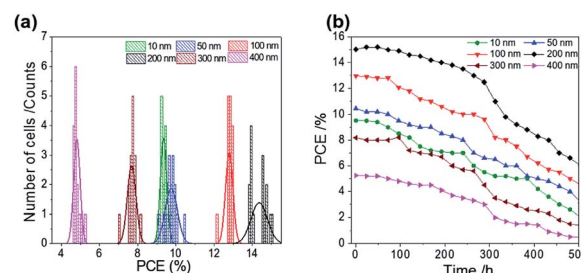 (a)
7
6
5
4
3
2
1
0
Number of cells /Counts
10 nm 50 nm 100 nm
200 nm 300 nm 400 nm
4 6 8 10 12 14
PCE (%)
(b)
16
14
12
10
8
6
4
2
0
PCE /%
10 nm 50 nm
100 nm 200 nm
300 nm 400 nm
0 100 200 300 400 500
Time /h